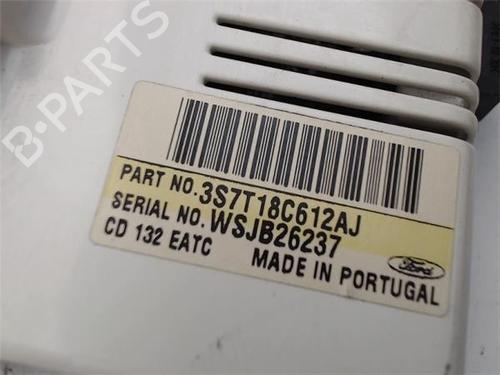 B-PARTS
PART NO. 3S7T18C612AJ
SERIAL NO. WSJB26237
CD 132 EATC MADE IN PORTUGAL
Ford